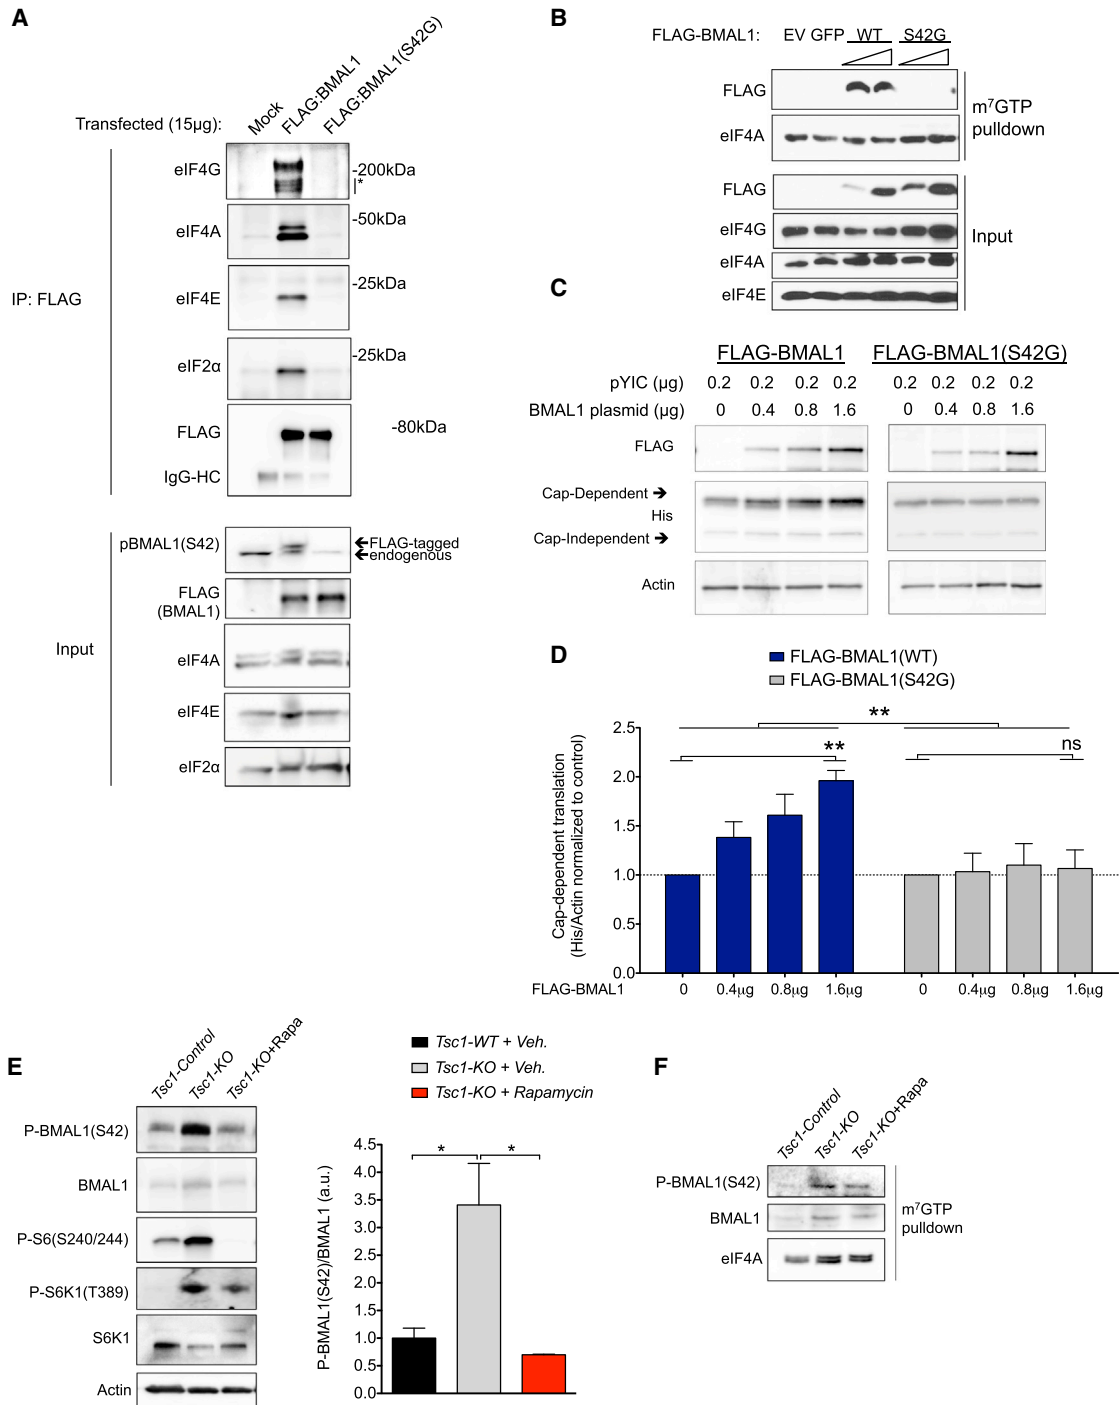 A
Mock
FLAG:BMAL1
FLAG:BMAL1(S42G)
Transfected (15μg):
eIF4G
-200kDa
*
eIF4A
-50kDa
eIF4E
-25kDa
IP: FLAG
eIF2α
-25kDa
FLAG
-80kDa
IgG-HC
pBMAL1(S42)
FLAG-tagged
endogenous
FLAG
(BMAL1)
Input
eIF4A
eIF4E
eIF2α
B
FLAG-BMAL1: EV GFP WT S42G
FLAG
eIF4A
m⁷GTP
pulldown
FLAG
eIF4G
eIF4A
eIF4E
Input
C
FLAG-BMAL1 FLAG-BMAL1(S42G)
pYIC (μg) 0.2 0.2 0.2 0.2 0.2 0.2 0.2 0.2
BMAL1 plasmid (μg) 0 0.4 0.8 1.6 0 0.4 0.8 1.6
FLAG
Cap-Dependent ➔
His
Cap-Independent ➔
Actin
D
FLAG-BMAL1(WT)
FLAG-BMAL1(S42G)
Cap-dependent translation
(His/Actin normalized to control)
2.5
2.0
1.5
1.0
0.5
0.0
**
**
ns
FLAG-BMAL1 0 0.4μg 0.8μg 1.6μg 0 0.4μg 0.8μg 1.6μg
E
Tsc1-Control
Tsc1-KO
Tsc1-KO+Rapa
P-BMAL1(S42)
BMAL1
P-S6(S240/244)
P-S6K1(T389)
S6K1
Actin
Tsc1-WT + Veh.
Tsc1-KO + Veh.
Tsc1-KO + Rapamycin
P-BMAL1(S42)/BMAL1 (a.u.)
4.5
4.0
3.5
3.0
2.5
2.0
1.5
1.0
0.5
0.0
* *
F
Tsc1-Control
Tsc1-KO
Tsc1-KO+Rapa
P-BMAL1(S42)
BMAL1
eIF4A
m⁷GTP
pulldown